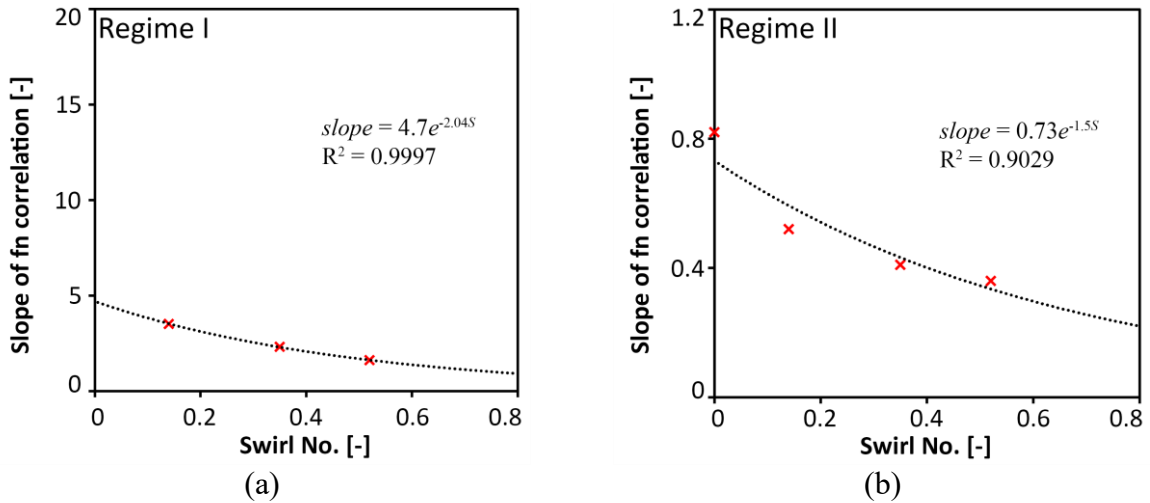 Regime I
slope = 4.7e^-2.04S
R² = 0.9997
20
15
10
5
0
0 0.2 0.4 0.6 0.8
Slope of fn correlation [-]
Swirl No. [-]
(a)
Regime II
slope = 0.73e^-1.5S
R² = 0.9029
1.2
0.8
0.4
0
0 0.2 0.4 0.6 0.8
Slope of fn correlation [-]
Swirl No. [-]
(b)